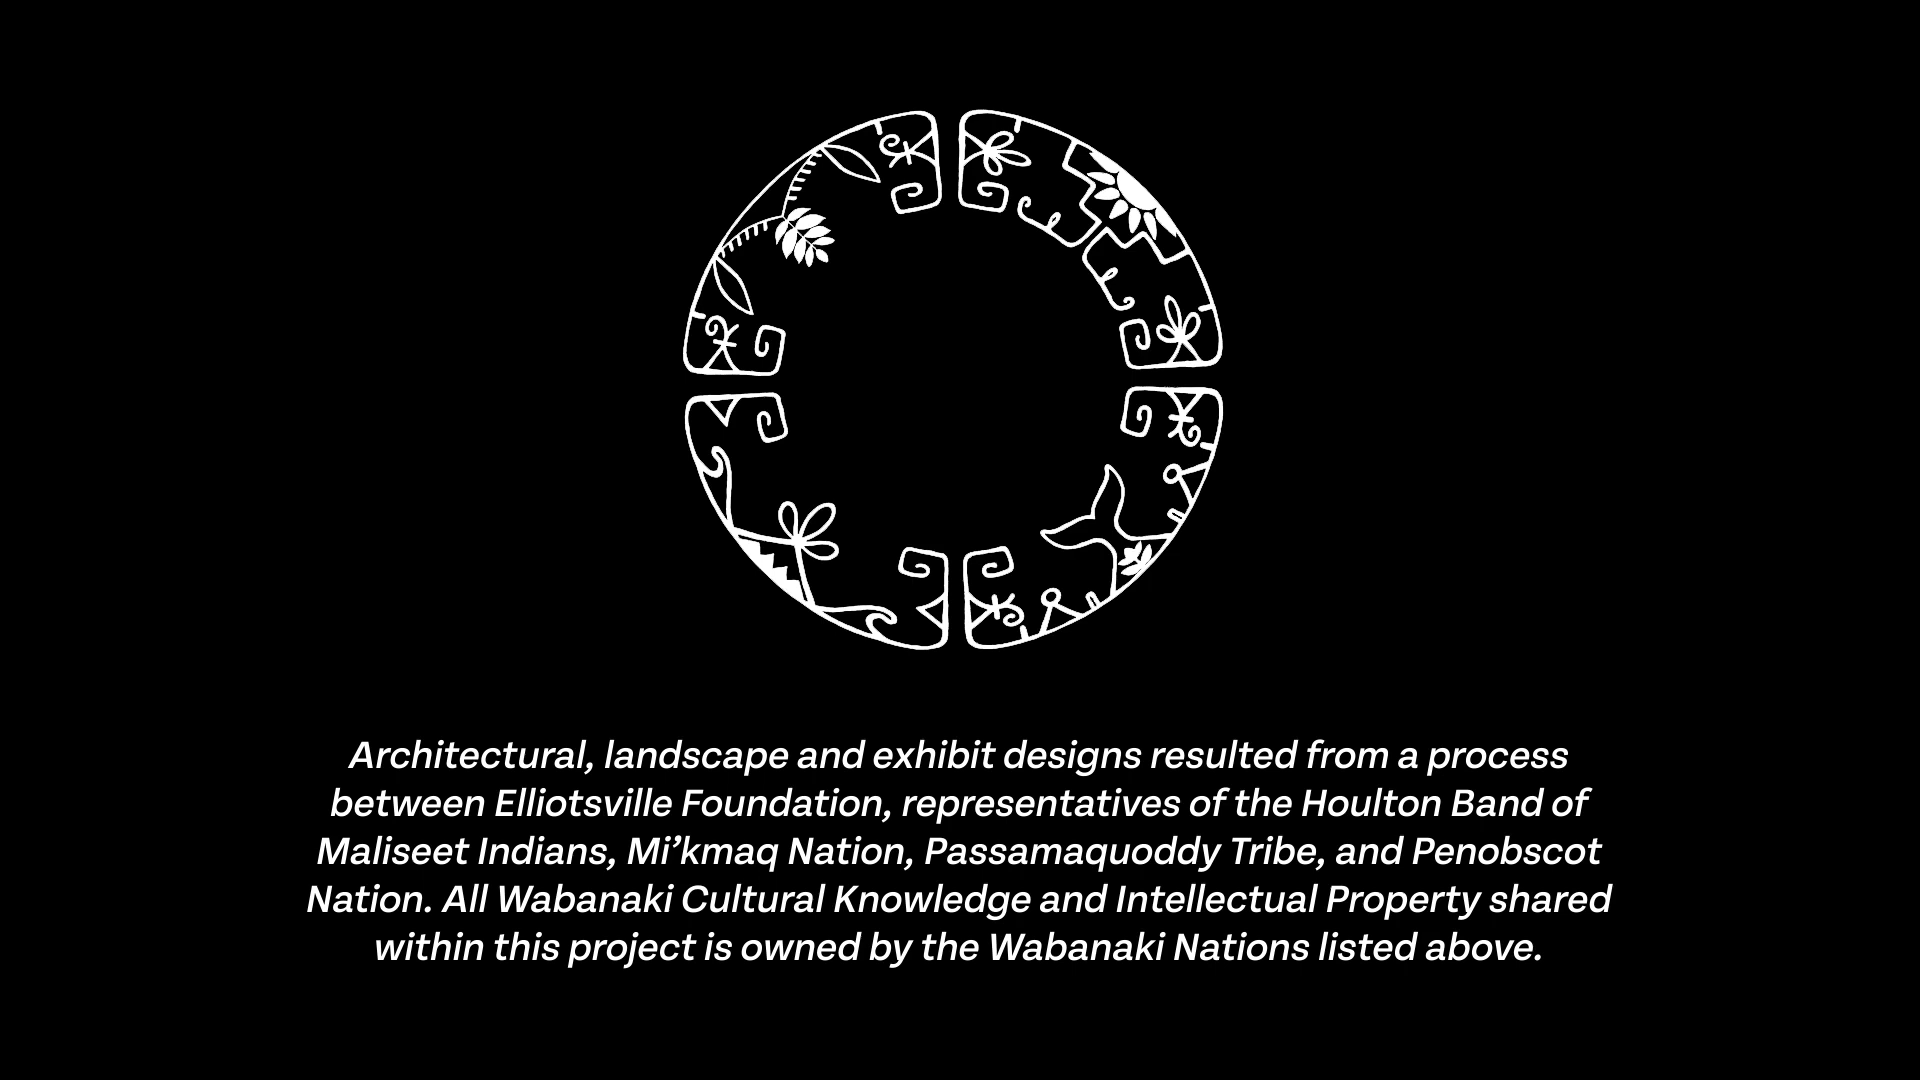 Architectural, landscape and exhibit designs resulted from a process
between Elliotsville Foundation, representatives of the Houlton Band of
Maliseet Indians, Mi’kmaq Nation, Passamaquoddy Tribe, and Penobscot
Nation. All Wabanaki Cultural Knowledge and Intellectual Property shared
within this project is owned by the Wabanaki Nations listed above.